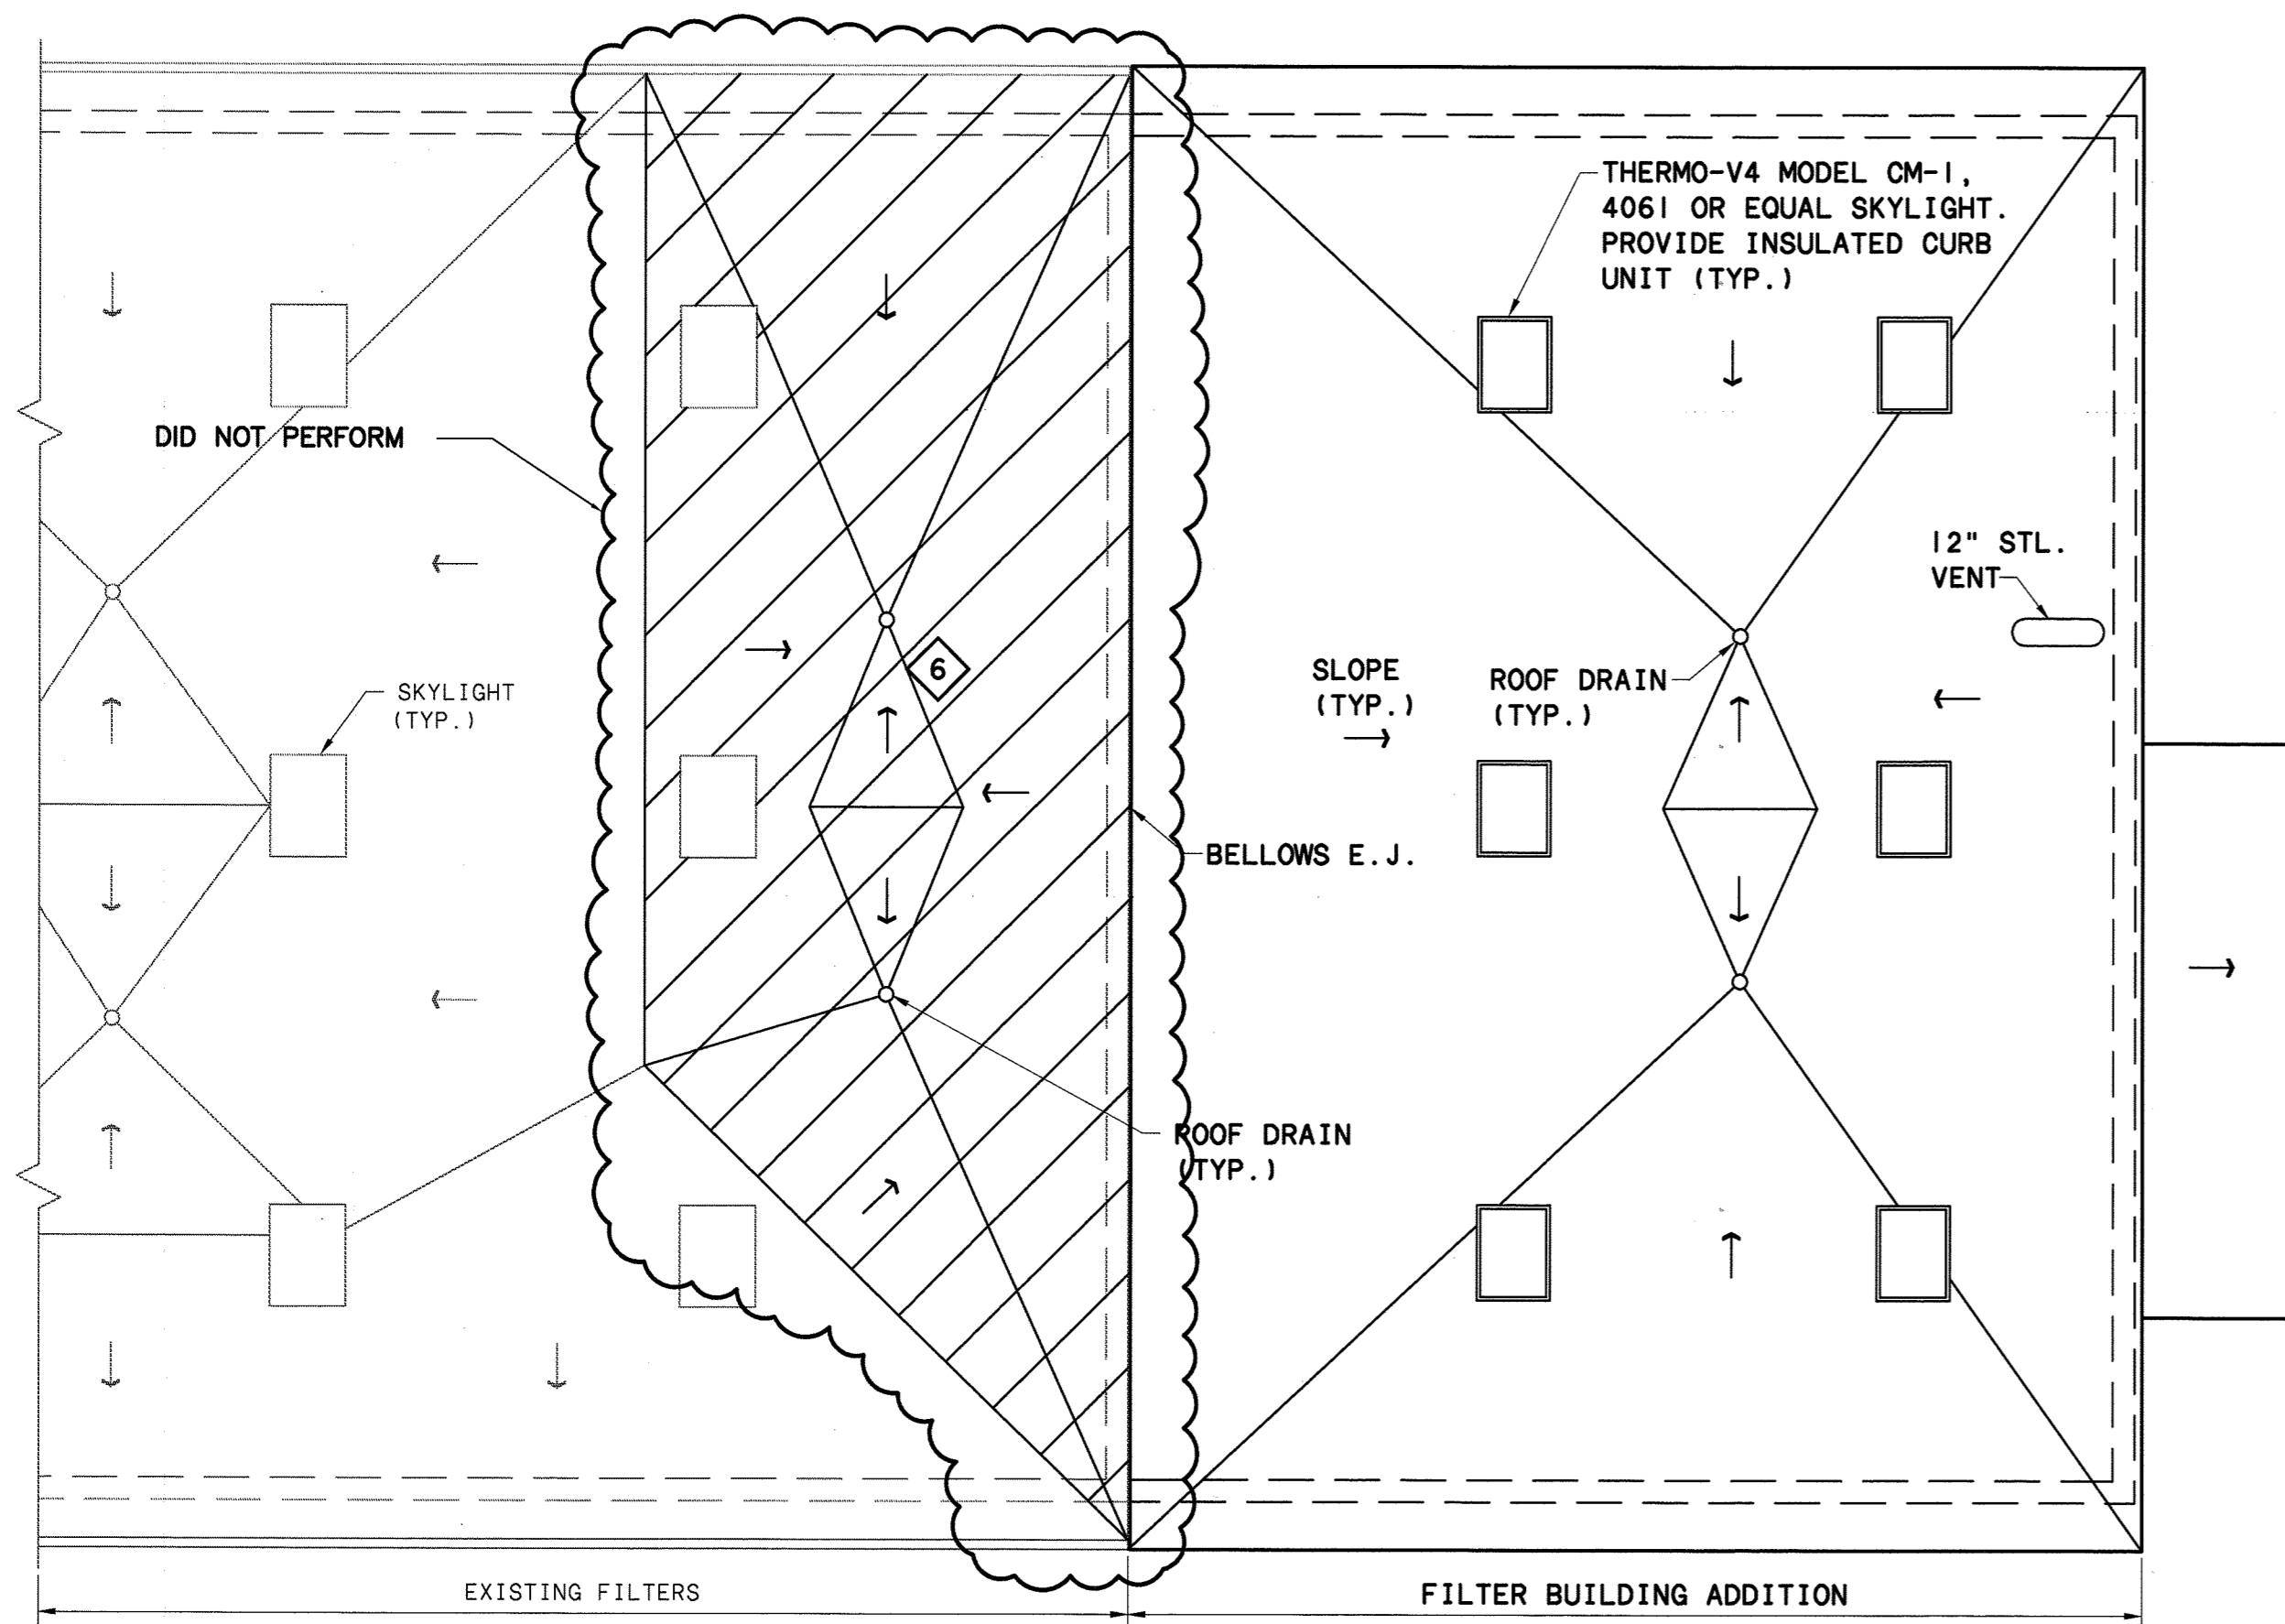 THERMO-V4 MODEL CM-1,
4061 OR EQUAL SKYLIGHT.
PROVIDE INSULATED CURB
UNIT (TYP.)
DID NOT PERFORM
12" STL.
VENT
SKYLIGHT
(TYP.)
6
SLOPE
(TYP.)
ROOF DRAIN
(TYP.)
BELLOWS E.J.
ROOF DRAIN
(TYP.)
EXISTING FILTERS
FILTER BUILDING ADDITION